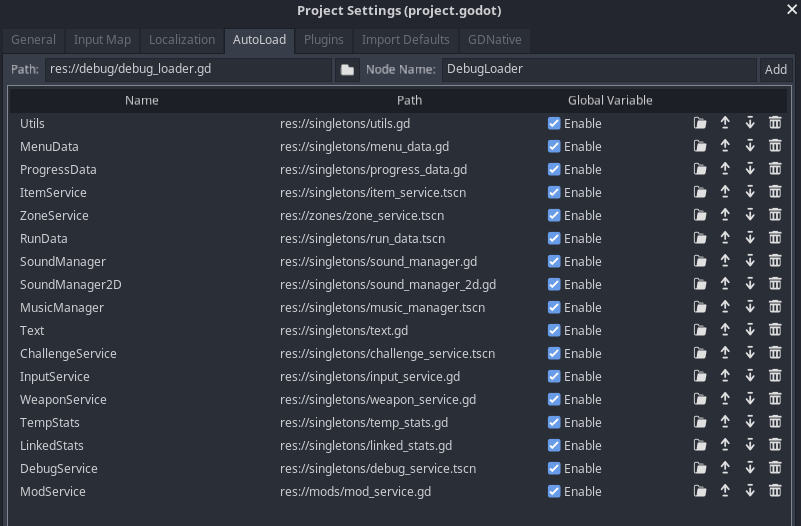 Project Settings (project.godot)
General Input Map Localization AutoLoad Plugins Import Defaults GDNative
Path: res://debug/debug_loader.gd Node Name: DebugLoader Add
Name Path Global Variable
Utils res://singletons/utils.gd Enable
MenuData res://singletons/menu_data.gd Enable
ProgressData res://singletons/progress_data.gd Enable
ItemService res://singletons/item_service.tscn Enable
ZoneService res://zones/zone_service.tscn Enable
RunData res://singletons/run_data.tscn Enable
SoundManager res://singletons/sound_manager.gd Enable
SoundManager2D res://singletons/sound_manager_2d.gd Enable
MusicManager res://singletons/music_manager.tscn Enable
Text res://singletons/text.gd Enable
ChallengeService res://singletons/challenge_service.tscn Enable
InputService res://singletons/input_service.gd Enable
WeaponService res://singletons/weapon_service.gd Enable
TempStats res://singletons/temp_stats.gd Enable
LinkedStats res://singletons/linked_stats.gd Enable
DebugService res://singletons/debug_service.tscn Enable
ModService res://mods/mod_service.gd Enable